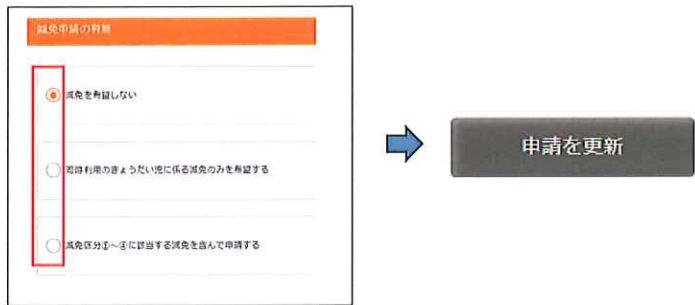 減免申請の有無
減免を希望しない
同時利用のきょうだい児に係る減免のみを希望する
減免区分①～④に該当する減免を含んで申請する
申請を更新